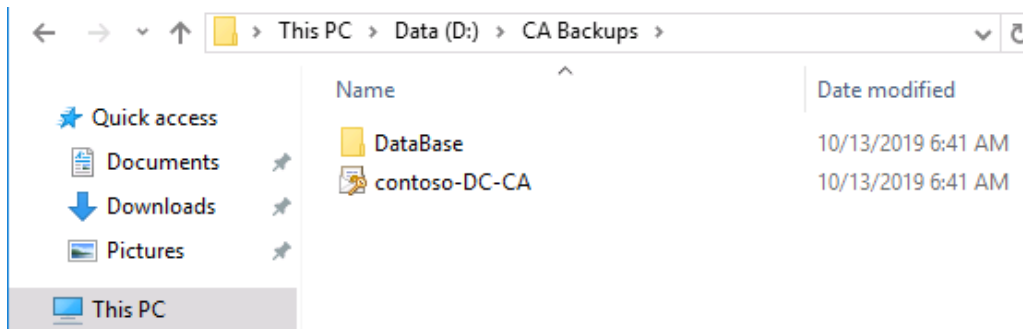 This PC > Data (D:) > CA Backups >
Name Date modified
Quick access
DataBase 10/13/2019 6:41 AM
Documents
contoso-DC-CA 10/13/2019 6:41 AM
Downloads
Pictures
This PC